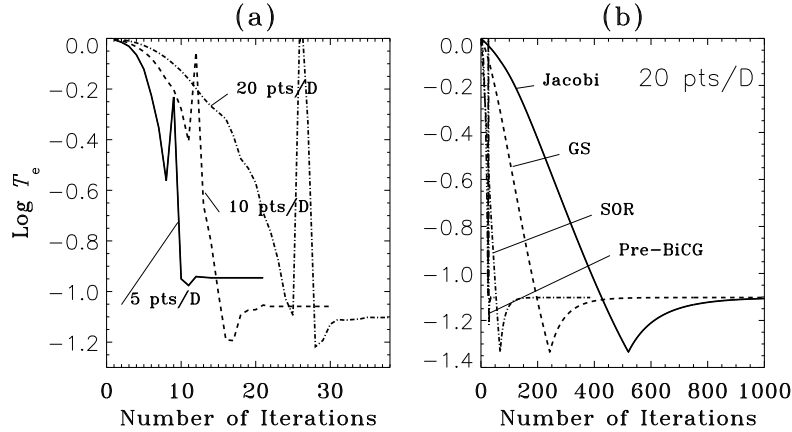 (a)
(b)
0.0
-0.2
-0.4
-0.6
-0.8
-1.0
-1.2
Log Te
20 pts/D
10 pts/D
5 pts/D
0 10 20 30
Number of Iterations
0.0
-0.2
-0.4
-0.6
-0.8
-1.0
-1.2
-1.4
20 pts/D
Jacobi
GS
SOR
Pre-BiCG
0 200 400 600 800 1000
Number of Iterations